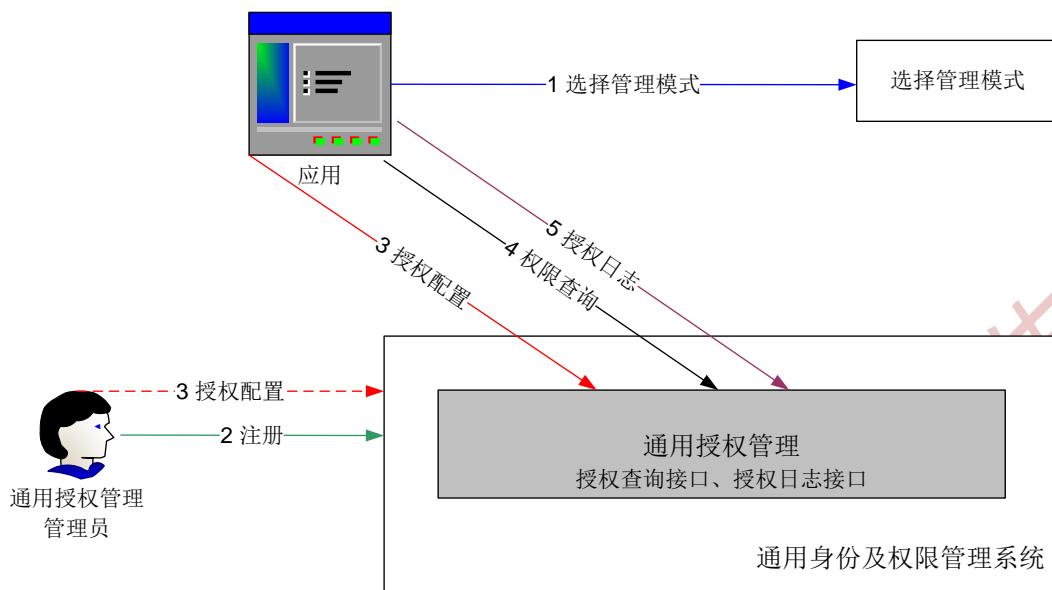 1 选择管理模式
选择管理模式
应用
3 授权配置
4 权限查询
5 授权日志
3 授权配置
2 注册
通用授权管理
管理员
通用授权管理
授权查询接口、授权日志接口
通用身份及权限管理系统